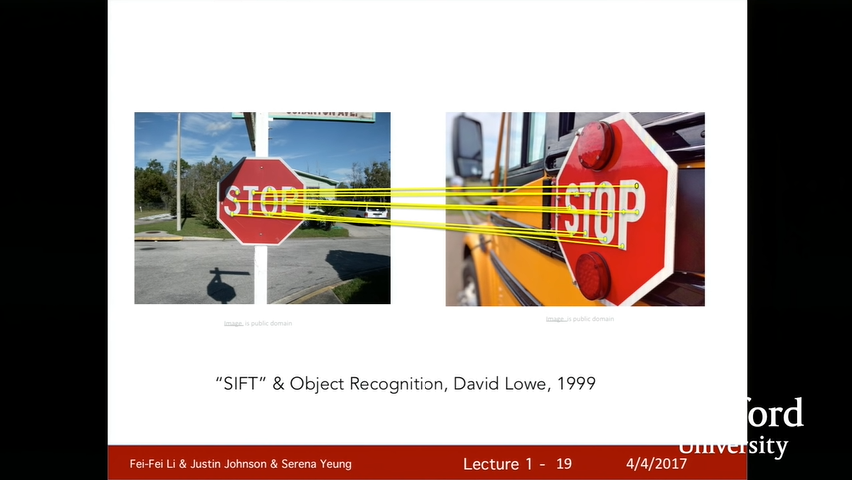 STOP
STOP
Image is public domain
Image is public domain
“SIFT” & Object Recognition, David Lowe, 1999
ford
University
Fei-Fei Li & Justin Johnson & Serena Yeung
Lecture 1 - 19
4/4/2017